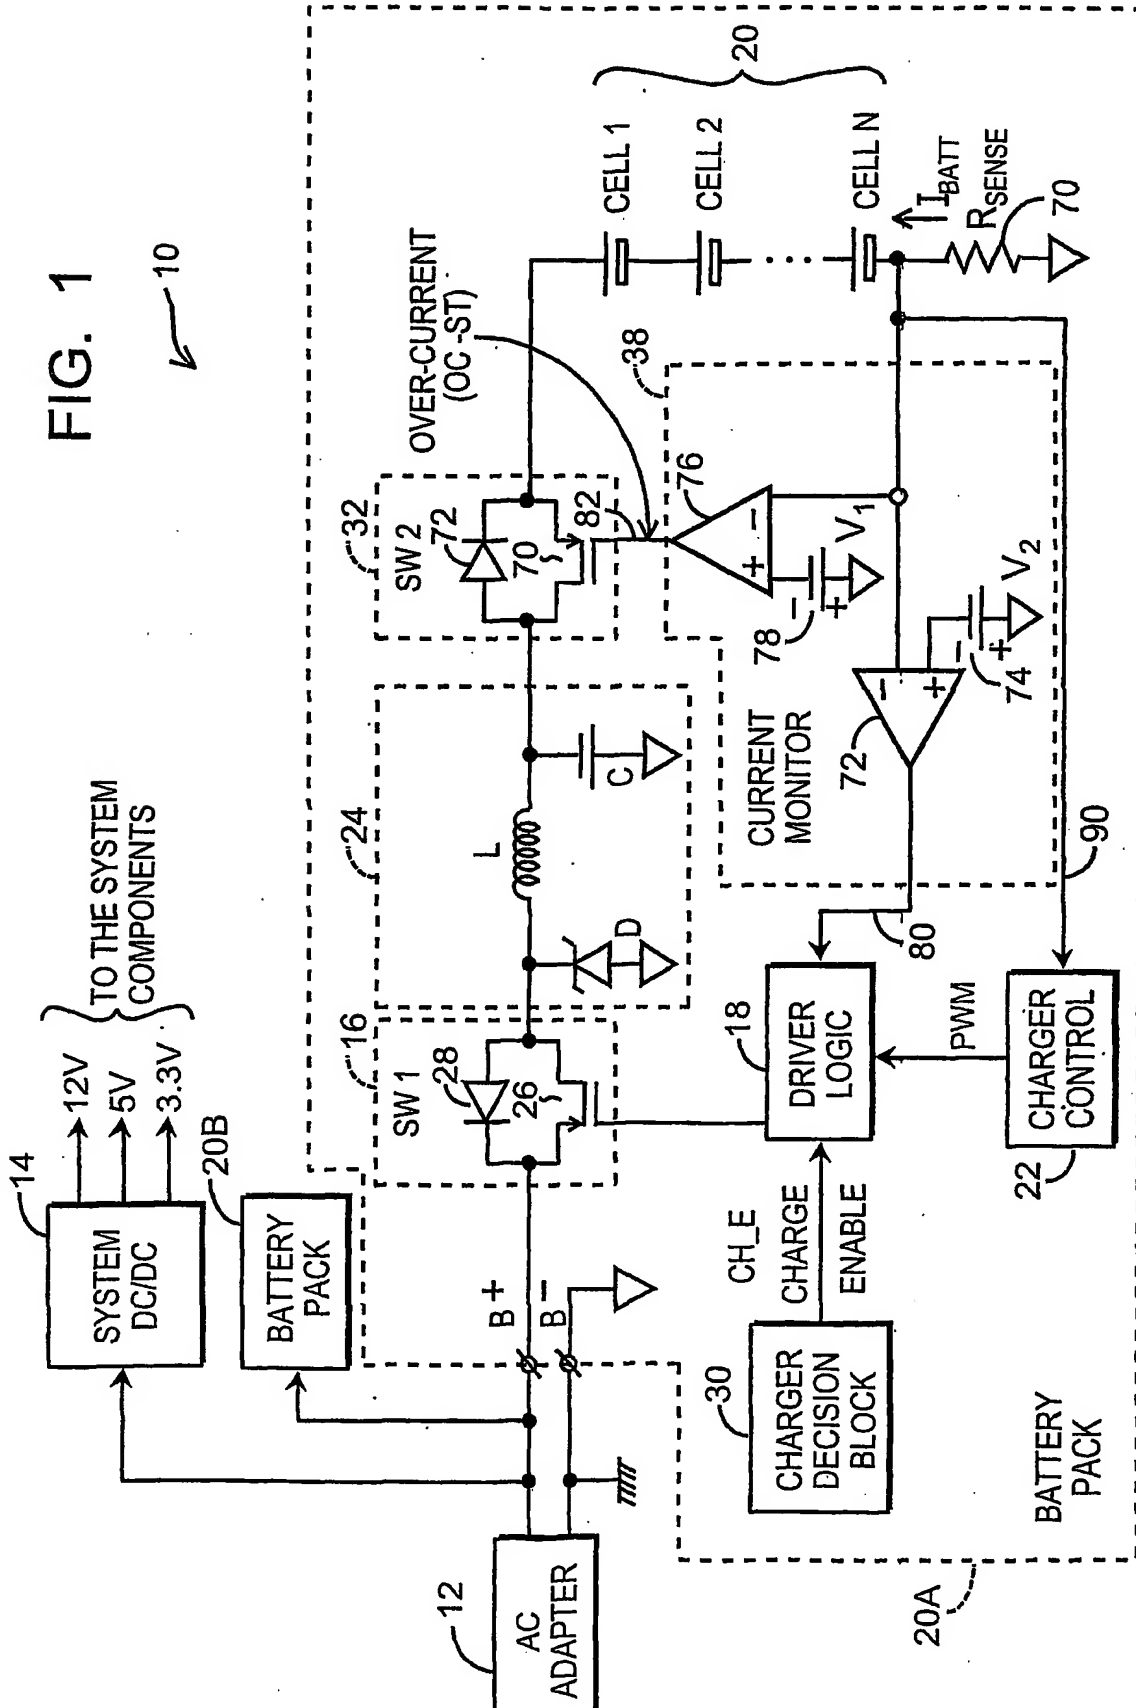 FIG. 1
10
TO THE SYSTEM
COMPONENTS
12V
5V
3.3V
14
SYSTEM
DC/DC
20B
BATTERY
PACK
12
AC
ADAPTER
B+
B-
16
SW 1
28
26
24
L
D
C
32
SW 2
72
70
82
OVER-CURRENT
(OC-ST)
38
20
CELL 1
CELL 2
CELL N
IBATT
RSENSE
70
76
-
+
78
-
+
V1
72
-
+
74
-
+
V2
CURRENT
MONITOR
80
90
18
DRIVER
LOGIC
PWM
CHARGER
CONTROL
22
CH_E
CHARGE
ENABLE
30
CHARGER
DECISION
BLOCK
BATTERY
PACK
20A